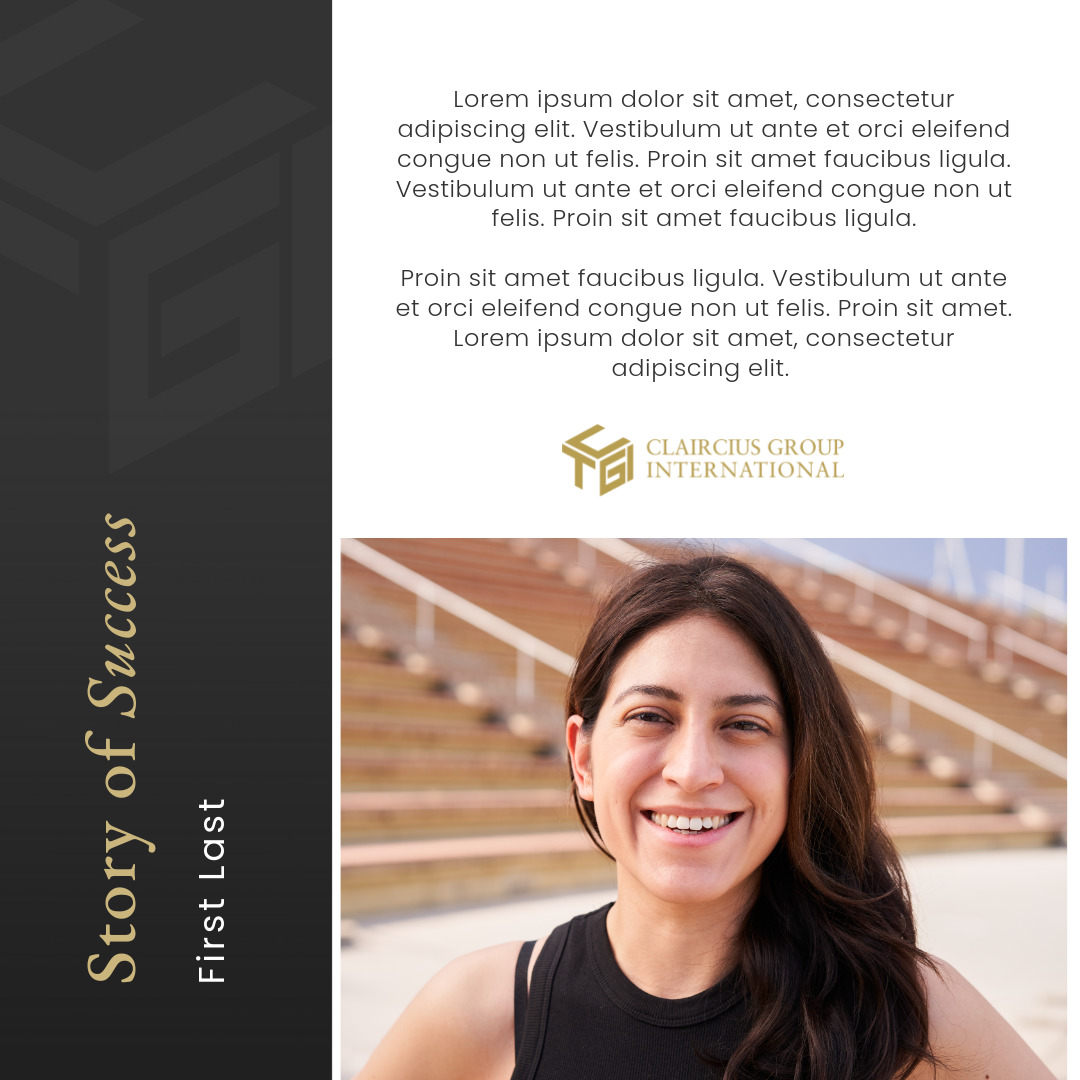 Story of Success
First Last
Lorem ipsum dolor sit amet, consectetur
adipiscing elit. Vestibulum ut ante et orci eleifend
congue non ut felis. Proin sit amet faucibus ligula.
Vestibulum ut ante et orci eleifend congue non ut
felis. Proin sit amet faucibus ligula.
Proin sit amet faucibus ligula. Vestibulum ut ante
et orci eleifend congue non ut felis. Proin sit amet.
Lorem ipsum dolor sit amet, consectetur
adipiscing elit.
CLAIRCIUS GROUP
INTERNATIONAL